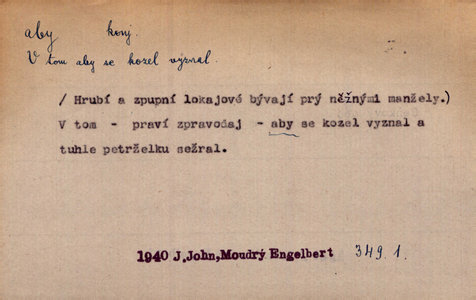 aby konj.
V tom aby se kozel vyznal.
/ Hrubí a zpupní lokajové bývají prý něžnými manžely.)
V tom - praví zpravodaj - aby se kozel vyznal a
tuhle petrželku sežral.
1940 J.John,Moudrý Engelbert 349.1.